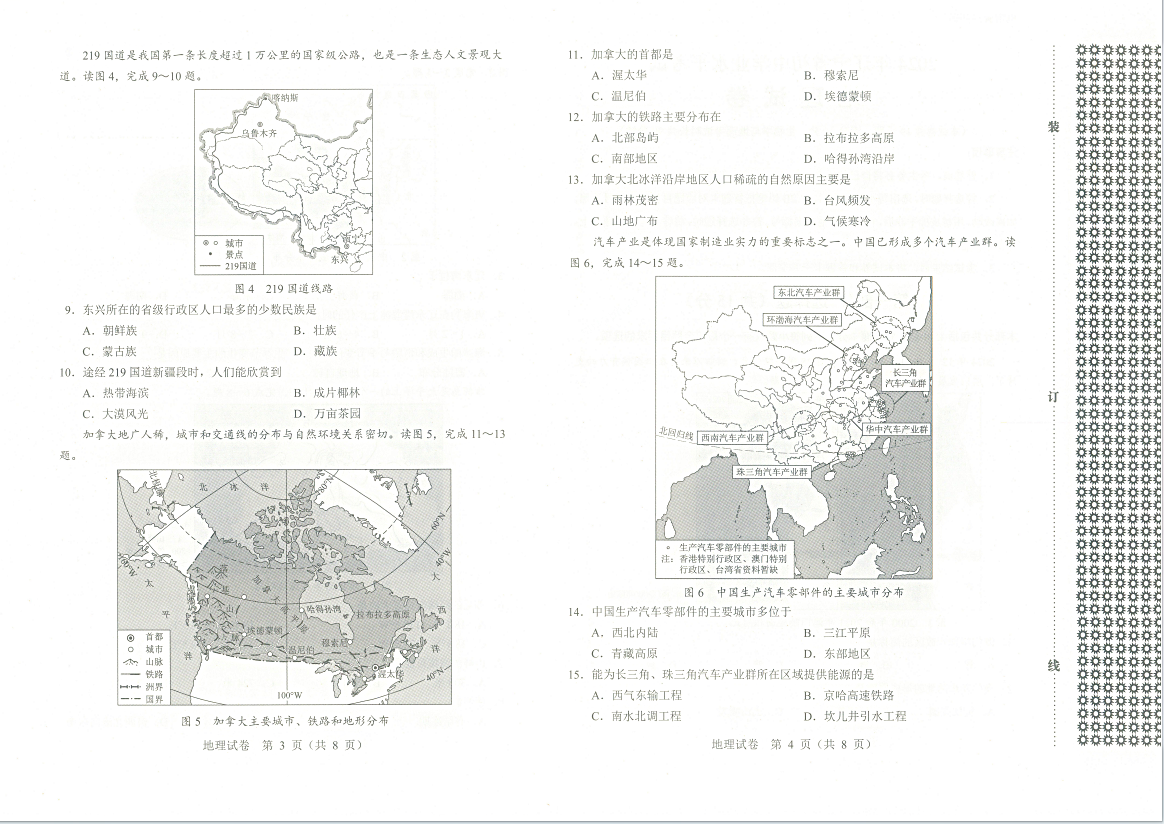 219 国道是我国第一条长度超过 1 万公里的国家级公路，也是一条生态人文景观大
道。读图 4，完成 9～10 题。
喀纳斯
乌鲁木齐
东兴
城市
景点
219国道
图 4　219 国道线路
9．东兴所在的省级行政区人口最多的少数民族是
A．朝鲜族　B．壮族
C．蒙古族　D．藏族
10．途经 219 国道新疆段时，人们能欣赏到
A．热带海滨　B．成片椰林
C．大漠风光　D．万亩茶园
加拿大地广人稀，城市和交通线的分布与自然环境关系密切。读图 5，完成 11～13
题。
北 冰 洋
60°N
40°N
大
西
洋
太
平
洋
山
脉
哈得孙湾
拉布拉多高原
埃德蒙顿
温尼伯
穆索尼
渥太华
40°N
100°W
首都
城市
山脉
铁路
洲界
国界
图 5　加拿大主要城市、铁路和地形分布
地理试卷　第 3 页（共 8 页）
11．加拿大的首都是
A．渥太华　B．穆索尼
C．温尼伯　D．埃德蒙顿
12．加拿大的铁路主要分布在
A．北部岛屿　B．拉布拉多高原
C．南部地区　D．哈得孙湾沿岸
13．加拿大北冰洋沿岸地区人口稀疏的自然原因主要是
A．雨林茂密　B．台风频发
C．山地广布　D．气候寒冷
汽车产业是体现国家制造业实力的重要标志之一。中国已形成多个汽车产业群。读
图 6，完成 14～15 题。
东北汽车产业群
环渤海汽车产业群
长三角
汽车产业群
华中汽车产业群
北回归线
西南汽车产业群
珠三角汽车产业群
生产汽车零部件的主要城市
注：香港特别行政区、澳门特别
行政区、台湾省资料暂缺
图 6　中国生产汽车零部件的主要城市分布
14．中国生产汽车零部件的主要城市多位于
A．西北内陆　B．三江平原
C．青藏高原　D．东部地区
15．能为长三角、珠三角汽车产业群所在区域提供能源的是
A．西气东输工程　B．京哈高速铁路
C．南水北调工程　D．坎儿井引水工程
地理试卷　第 4 页（共 8 页）
装
订
线